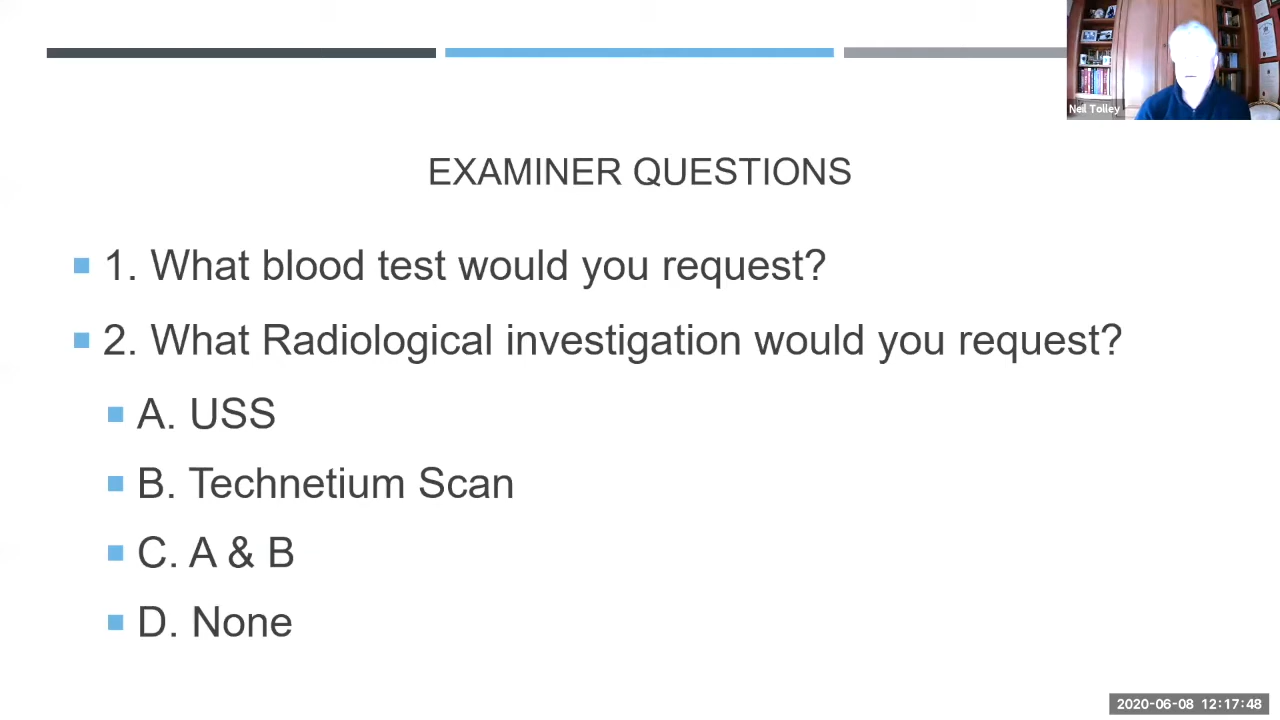 Neil Tolley
EXAMINER QUESTIONS
1. What blood test would you request?
2. What Radiological investigation would you request?
A. USS
B. Technetium Scan
C. A & B
D. None
2020-06-08 12:17:48